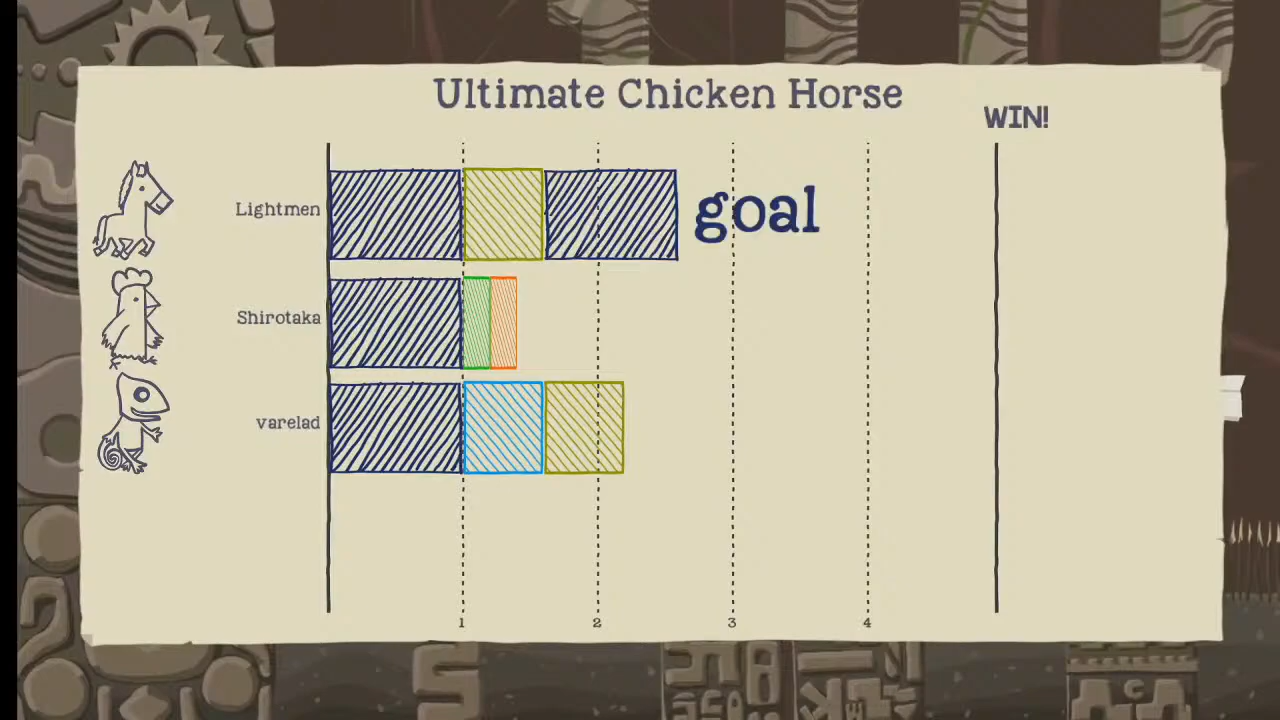 Ultimate Chicken Horse
WIN!
Lightmen
goal
Shirotaka
varelad
1 2 3 4